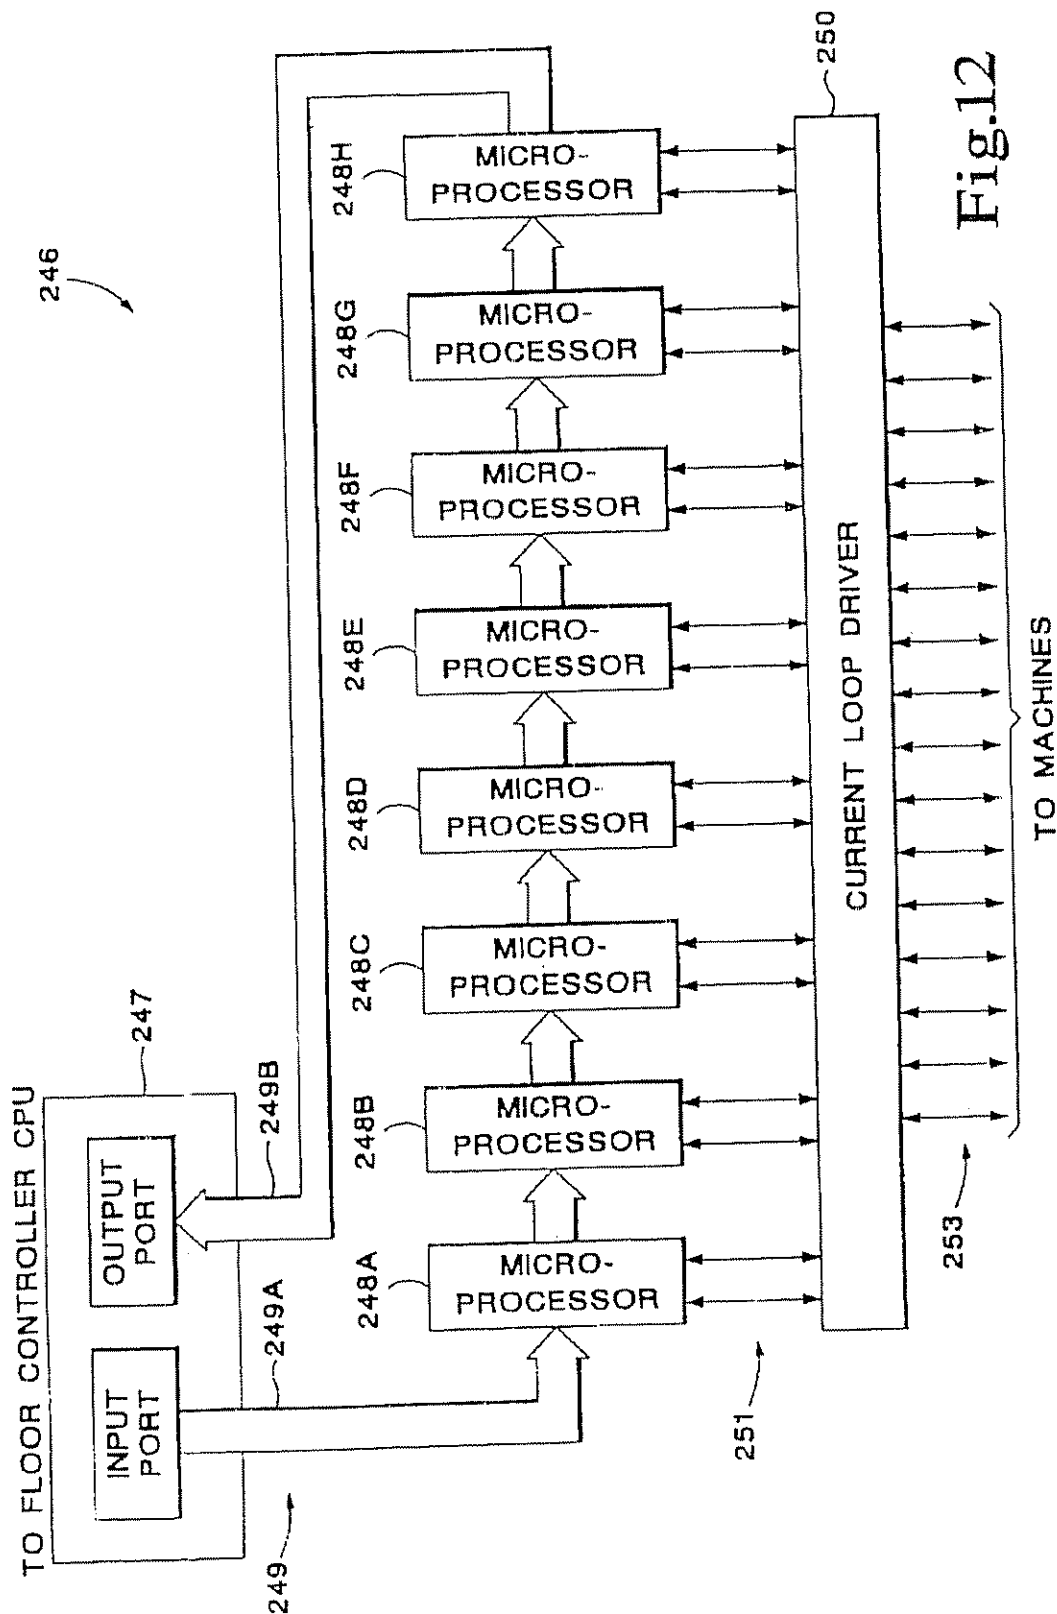 TO FLOOR CONTROLLER CPU
247
INPUT
PORT
OUTPUT
PORT
249
249A
249B
246
248A
248B
248C
248D
248E
248F
248G
248H
MICRO-
PROCESSOR
MICRO-
PROCESSOR
MICRO-
PROCESSOR
MICRO-
PROCESSOR
MICRO-
PROCESSOR
MICRO-
PROCESSOR
MICRO-
PROCESSOR
MICRO-
PROCESSOR
251
CURRENT LOOP DRIVER
250
253
TO MACHINES
Fig.12